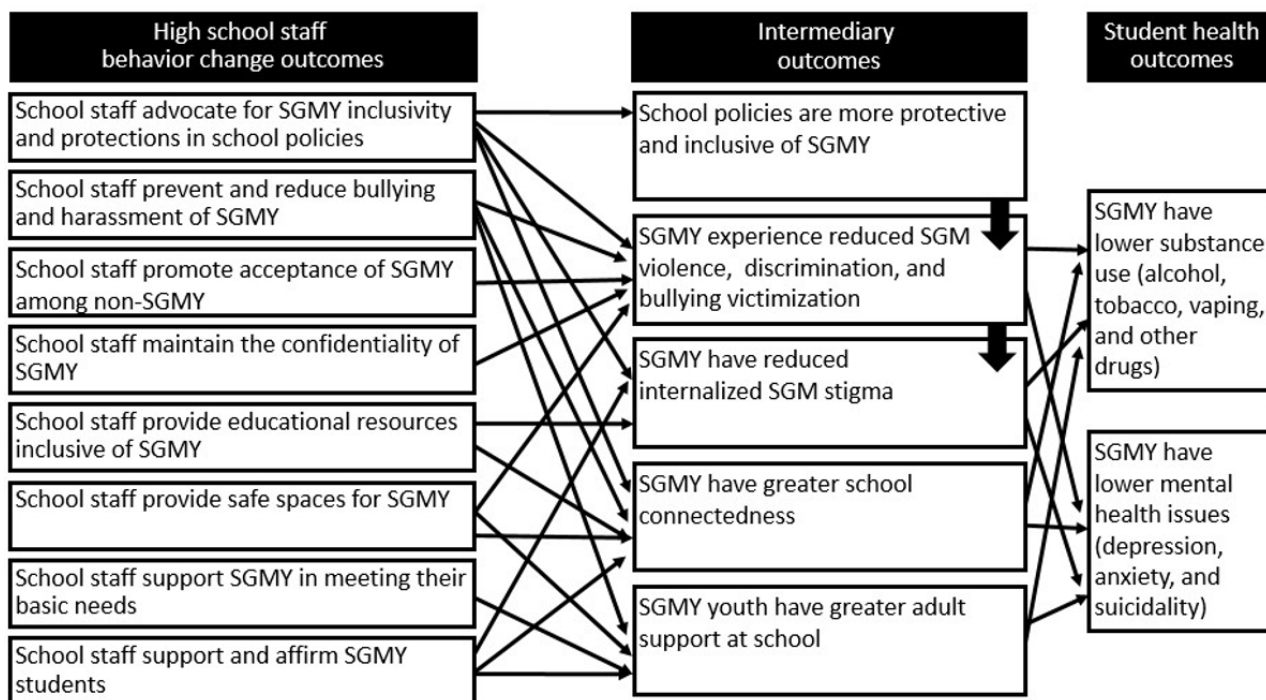 High school staff
behavior change outcomes
School staff advocate for SGMY inclusivity
and protections in school policies
School staff prevent and reduce bullying
and harassment of SGMY
School staff promote acceptance of SGMY
among non-SGMY
School staff maintain the confidentiality of
SGMY
School staff provide educational resources
inclusive of SGMY
School staff provide safe spaces for SGMY
School staff support SGMY in meeting their
basic needs
School staff support and affirm SGMY
students
Intermediary
outcomes
School policies are more protective
and inclusive of SGMY
SGMY experience reduced SGM
violence, discrimination, and
bullying victimization
SGMY have reduced
internalized SGM stigma
SGMY have greater school
connectedness
SGMY youth have greater adult
support at school
Student health
outcomes
SGMY have
lower substance
use (alcohol,
tobacco, vaping,
and other
drugs)
SGMY have
lower mental
health issues
(depression,
anxiety, and
suicidality)